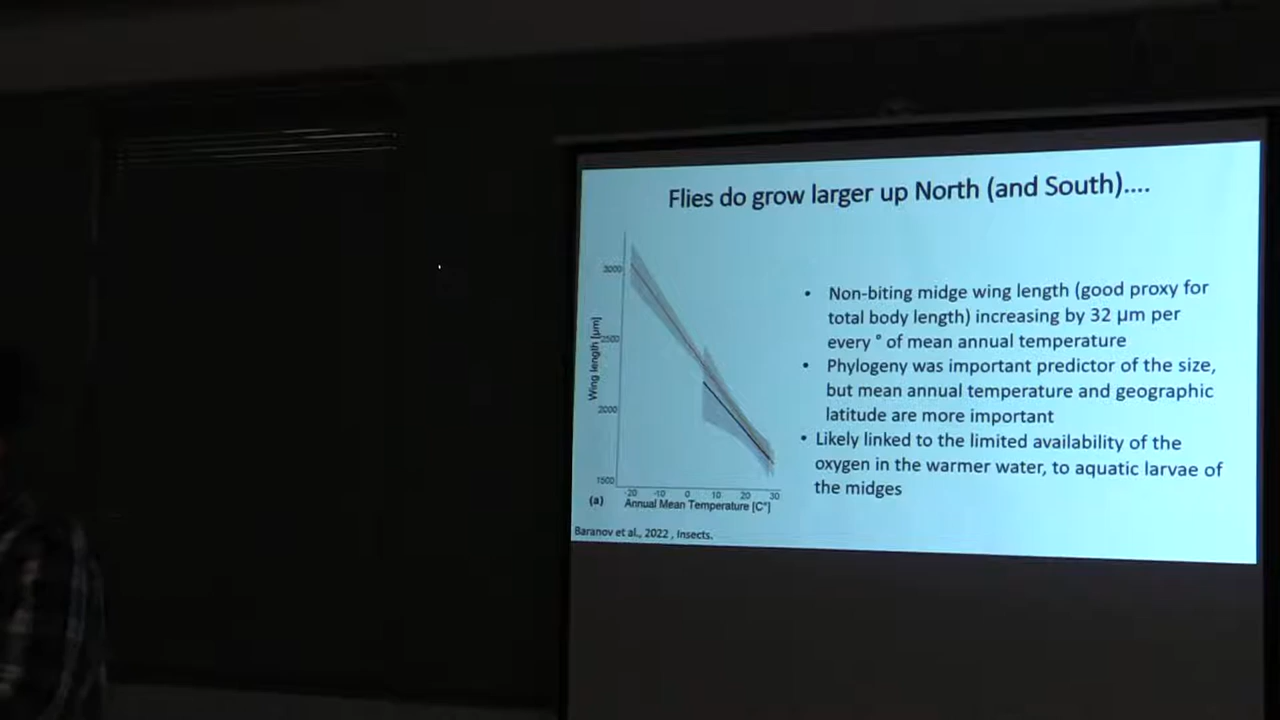 Flies do grow larger up North (and South)....
3000
2500
2000
1500
Wing length [µm]
-20 -10 0 10 20 30
(a) Annual Mean Temperature [C°]
• Non-biting midge wing length (good proxy for
total body length) increasing by 32 µm per
every ° of mean annual temperature
• Phylogeny was important predictor of the size,
but mean annual temperature and geographic
latitude are more important
• Likely linked to the limited availability of the
oxygen in the warmer water, to aquatic larvae of
the midges
Baranov et al., 2022 , Insects.